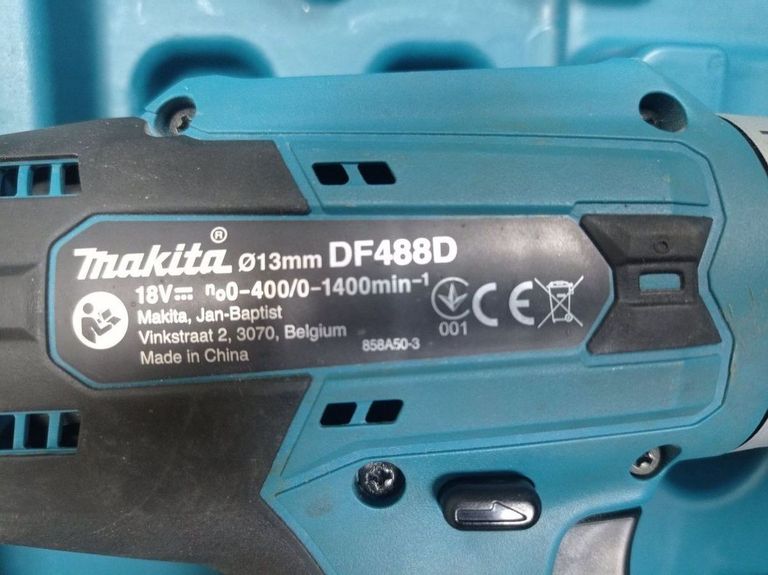 makita® Ø13mm DF488D
18V⎓ n₀0-400/0-1400min⁻¹
Makita, Jan-Baptist
Vinkstraat 2, 3070, Belgium
Made in China
858A50-3
001
CE